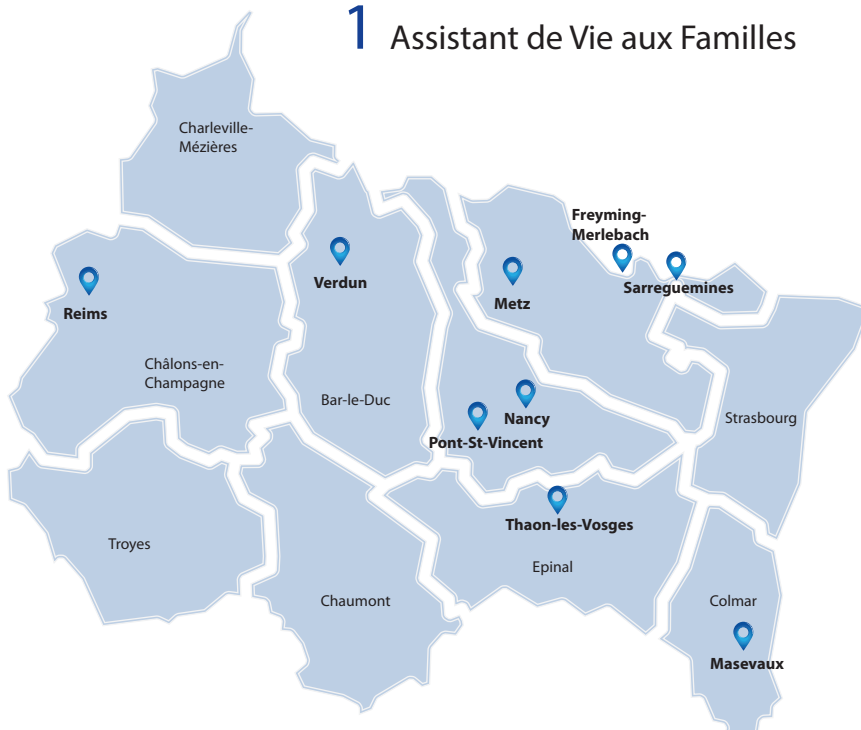 1 Assistant de Vie aux Familles
Charleville-
Mézières
Freyming-
Merlebach
Verdun
Sarreguemines
Metz
Reims
Châlons-en-
Champagne
Bar-le-Duc
Nancy
Strasbourg
Pont-St-Vincent
Thaon-les-Vosges
Troyes
Epinal
Chaumont
Colmar
Masevaux